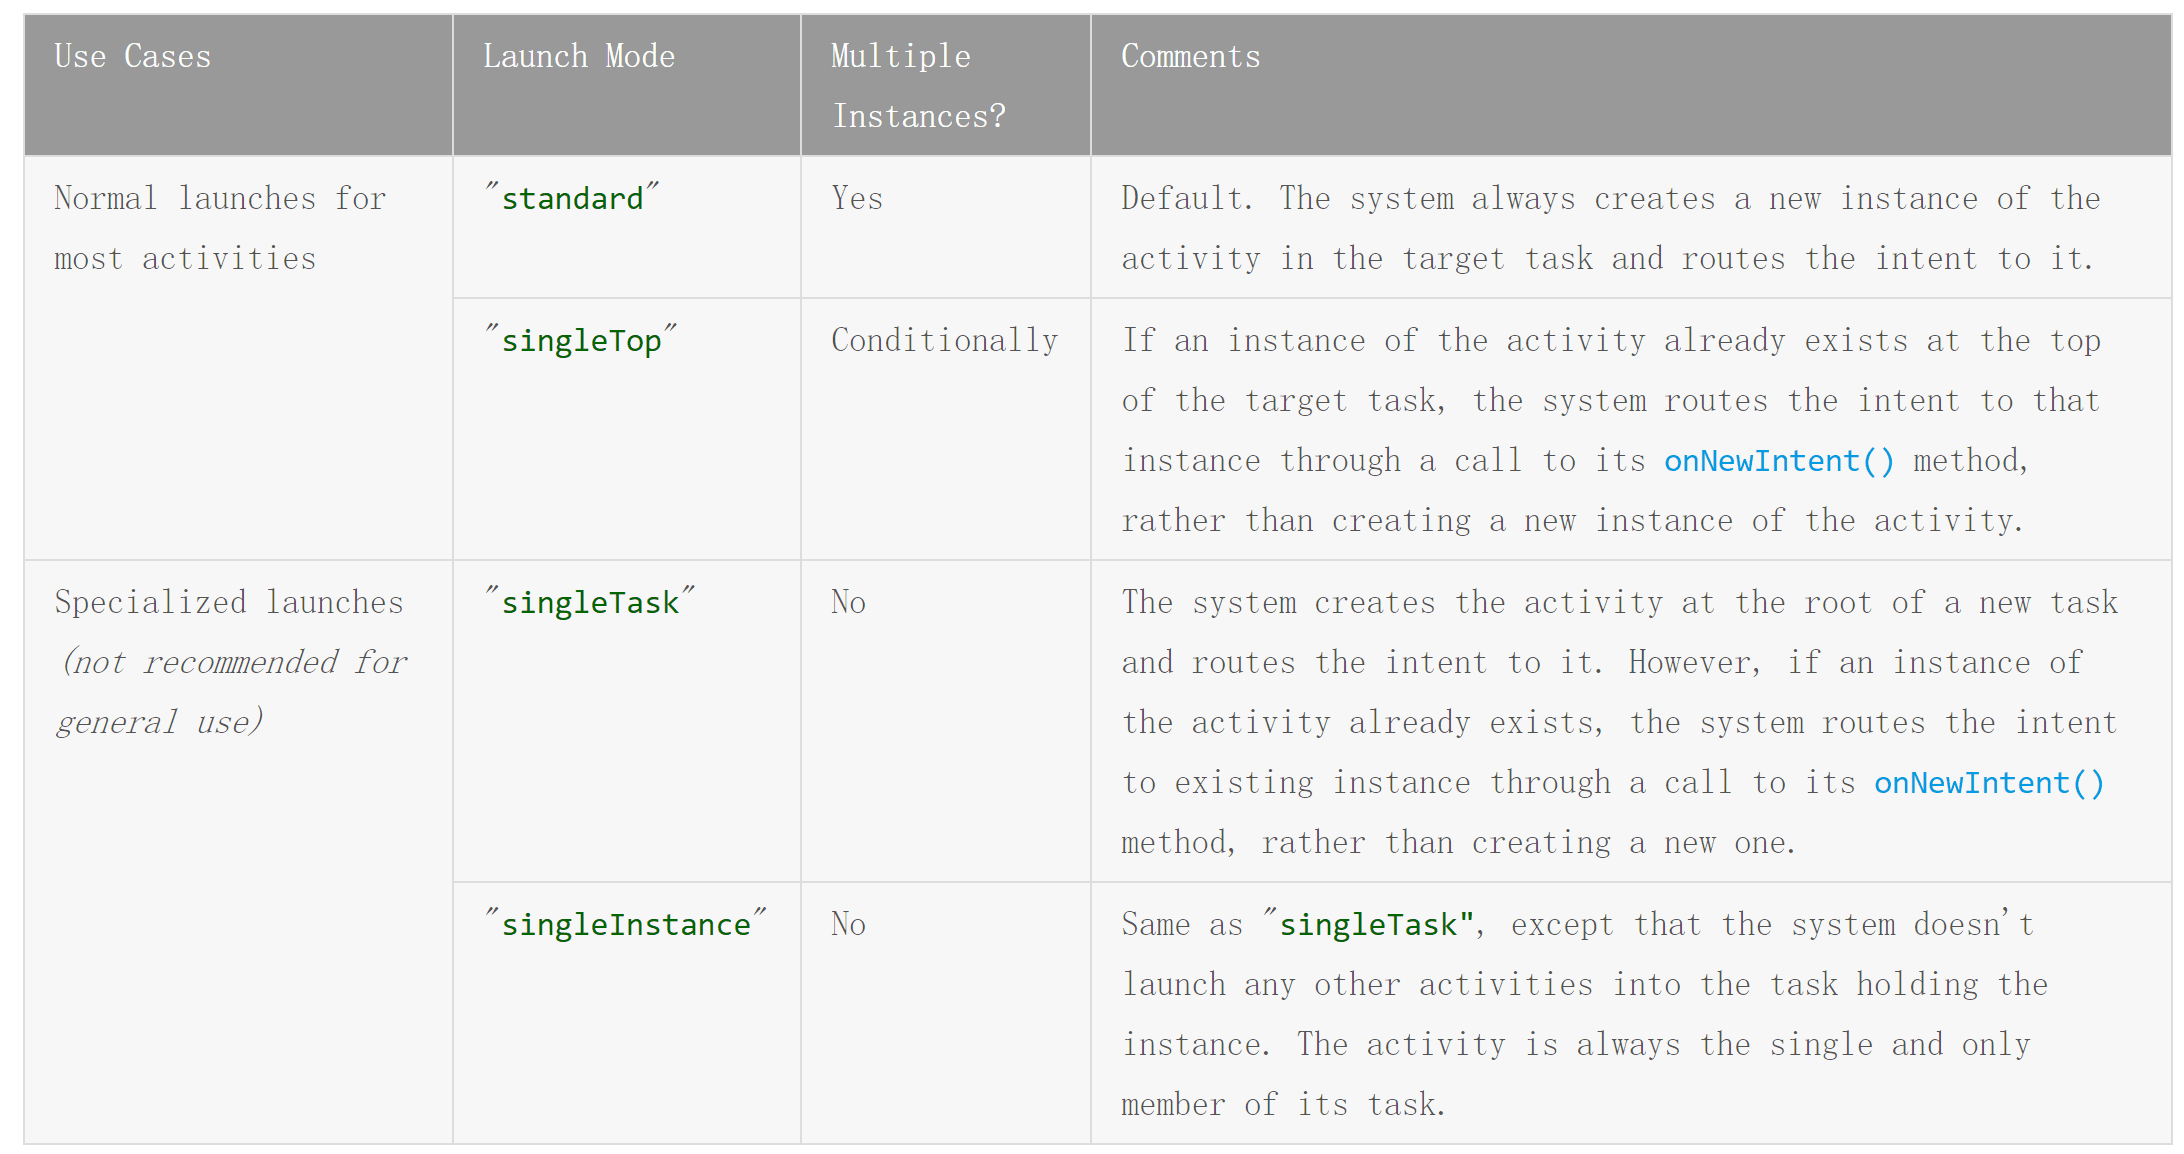 Use Cases
Launch Mode
Multiple
Instances?
Comments
Normal launches for
most activities
"standard"
Yes
Default. The system always creates a new instance of the
activity in the target task and routes the intent to it.
"singleTop"
Conditionally
If an instance of the activity already exists at the top
of the target task, the system routes the intent to that
instance through a call to its onNewIntent() method,
rather than creating a new instance of the activity.
Specialized launches
(not recommended for
general use)
"singleTask"
No
The system creates the activity at the root of a new task
and routes the intent to it. However, if an instance of
the activity already exists, the system routes the intent
to existing instance through a call to its onNewIntent()
method, rather than creating a new one.
"singleInstance"
No
Same as "singleTask", except that the system doesn't
launch any other activities into the task holding the
instance. The activity is always the single and only
member of its task.